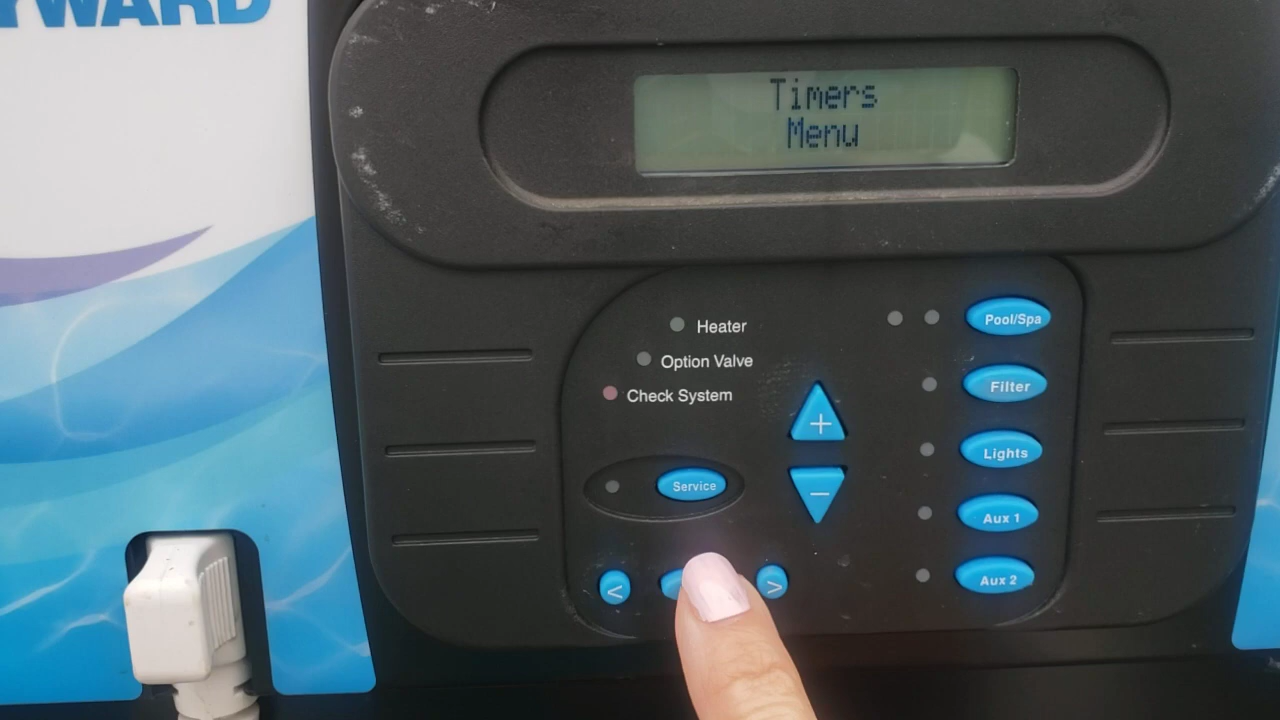 YWARD
Timers
Menu
Heater
Option Valve
Check System
Service
+
−
<
>
Pool/Spa
Filter
Lights
Aux 1
Aux 2